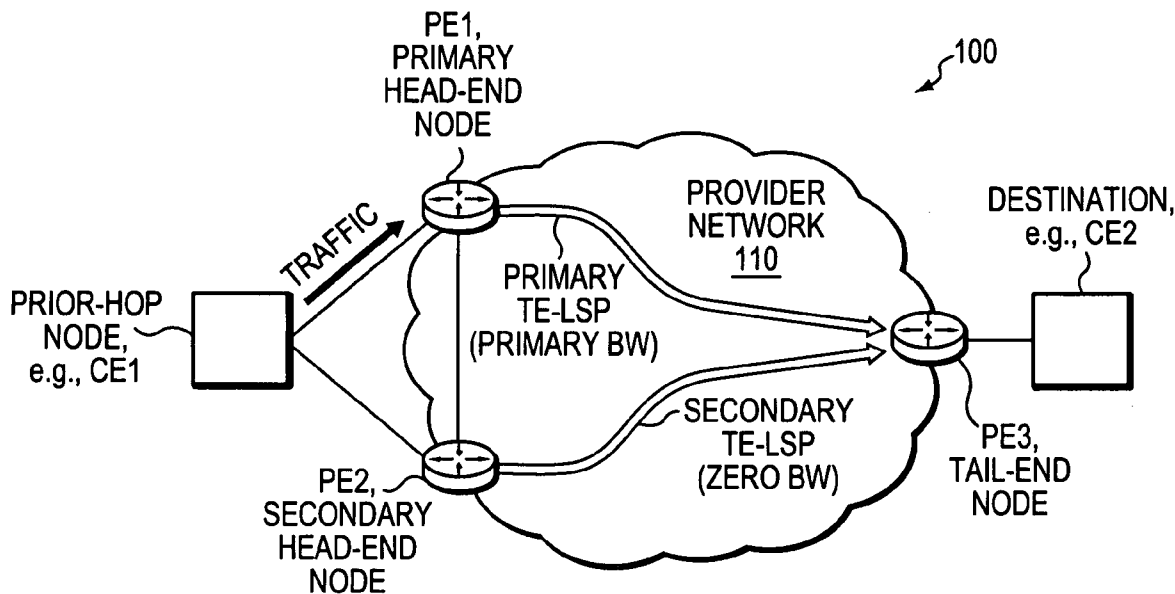 100
PE1,
PRIMARY
HEAD-END
NODE
TRAFFIC
PROVIDER
NETWORK
110
DESTINATION,
e.g., CE2
PRIMARY
TE-LSP
(PRIMARY BW)
PRIOR-HOP
NODE,
e.g., CE1
SECONDARY
TE-LSP
(ZERO BW)
PE3,
TAIL-END
NODE
PE2,
SECONDARY
HEAD-END
NODE